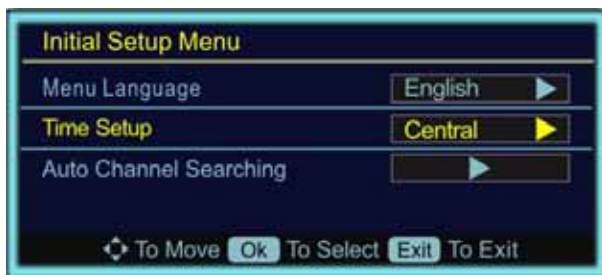 Initial Setup Menu
Menu Language English
Time Setup Central
Auto Channel Searching
To Move Ok To Select Exit To Exit